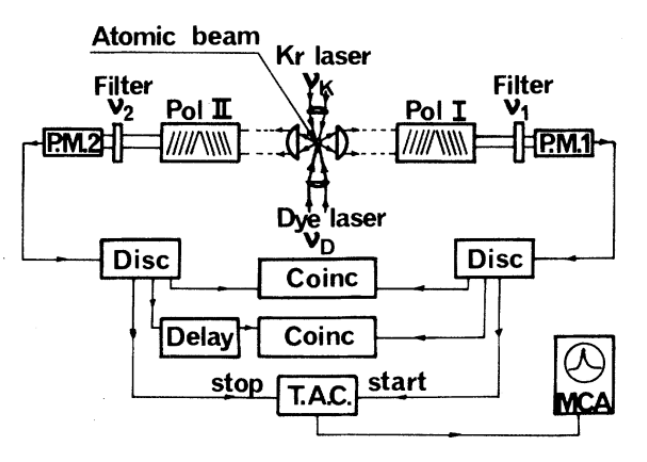 Atomic beam
Kr laser
νK
Filter
ν2
Pol II
Pol I
Filter
ν1
P.M.2
P.M.1
Dye laser
νD
Disc
Coinc
Disc
Delay
Coinc
stop
T.A.C.
start
MCA